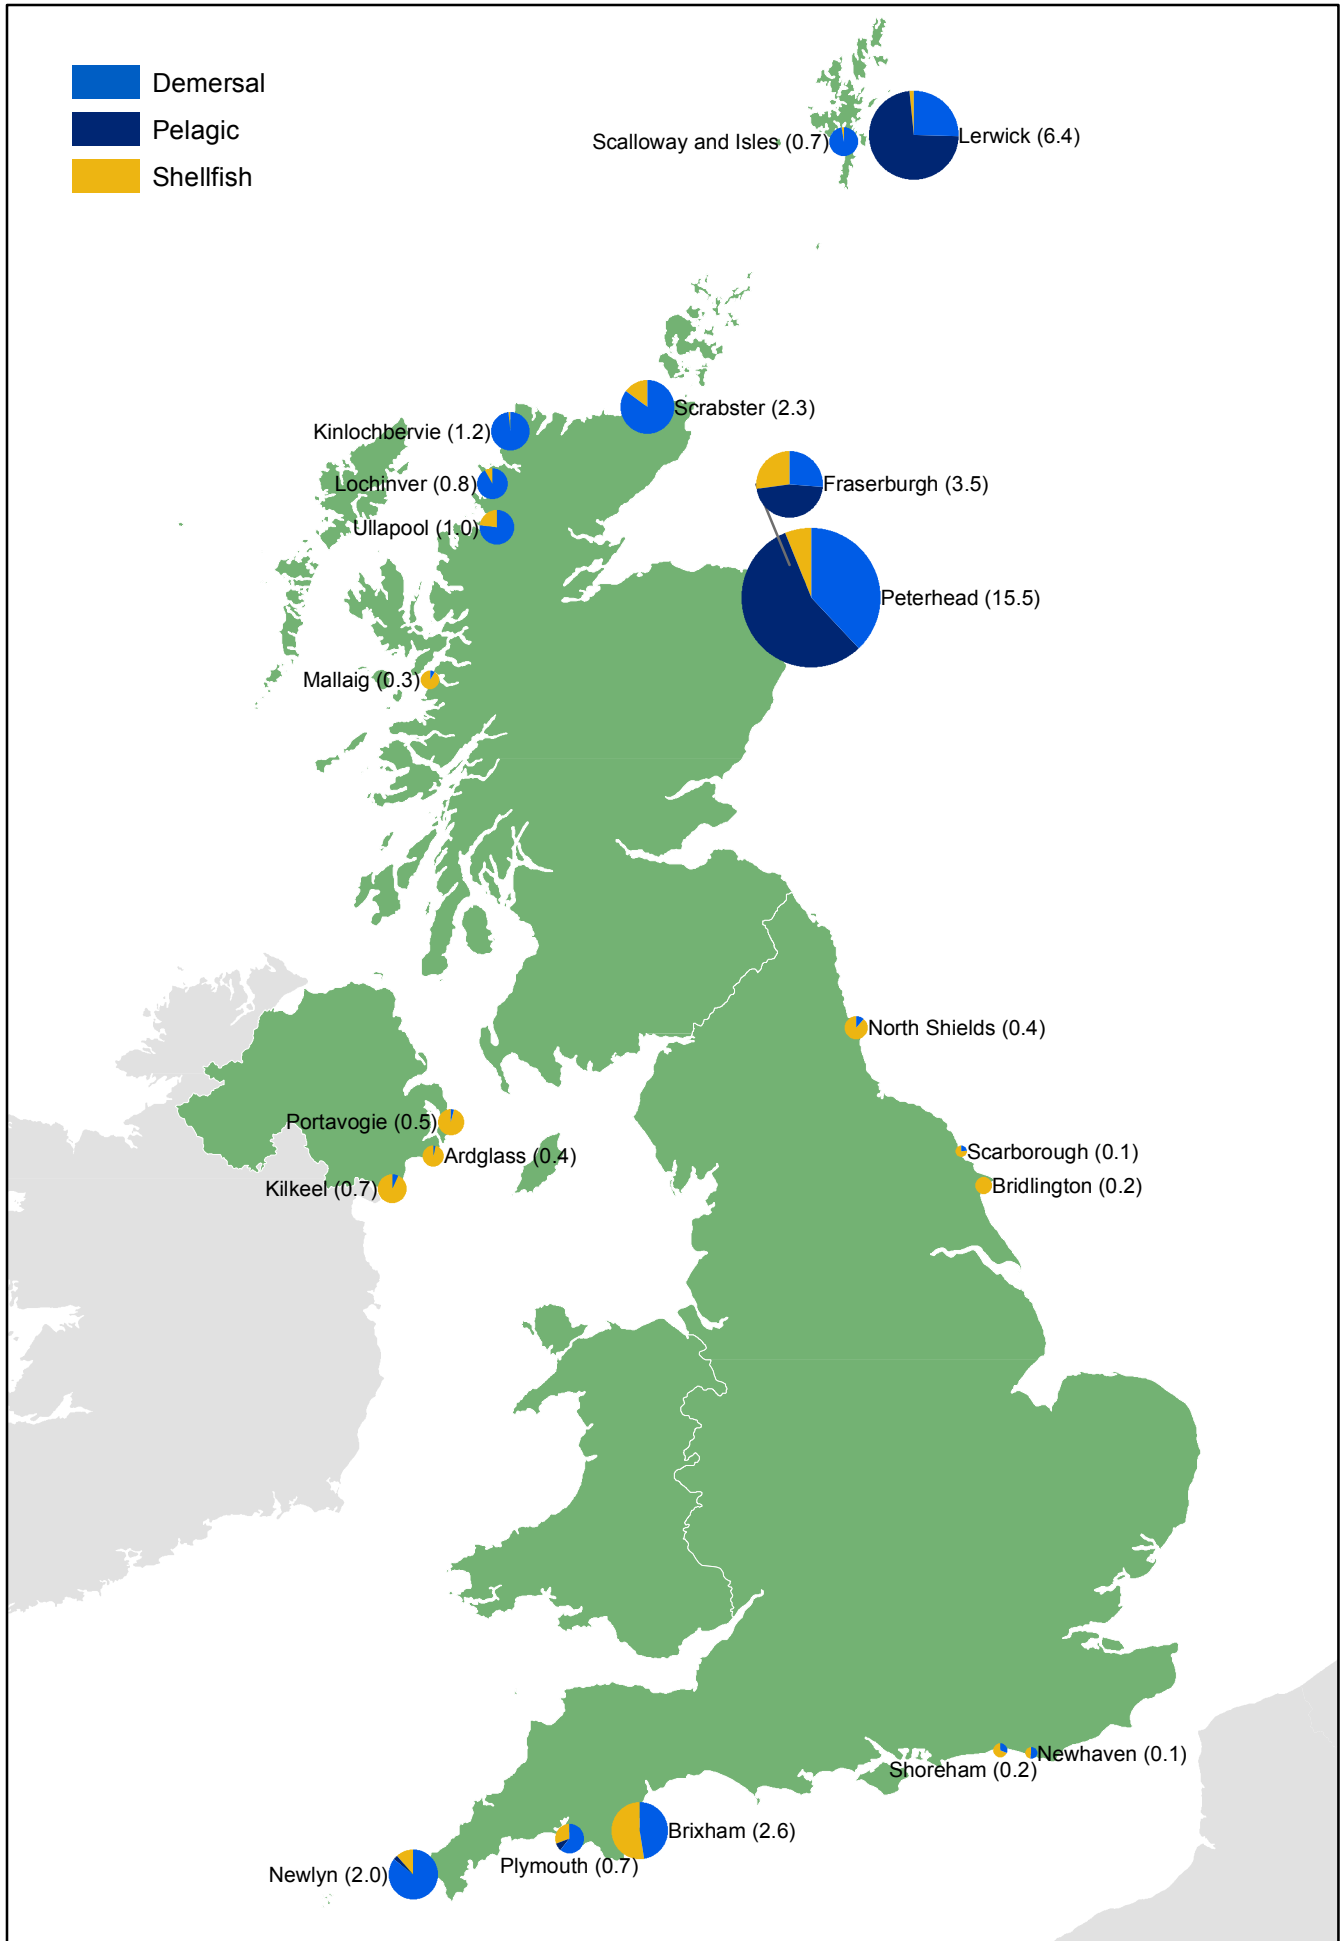 Demersal
Pelagic
Shellfish
Scalloway and Isles (0.7)
Lerwick (6.4)
Scrabster (2.3)
Kinlochbervie (1.2)
Lochinver (0.8)
Fraserburgh (3.5)
Ullapool (1.0)
Peterhead (15.5)
Mallaig (0.3)
North Shields (0.4)
Portavogie (0.5)
Ardglass (0.4)
Scarborough (0.1)
Kilkeel (0.7)
Bridlington (0.2)
Newhaven (0.1)
Shoreham (0.2)
Brixham (2.6)
Plymouth (0.7)
Newlyn (2.0)